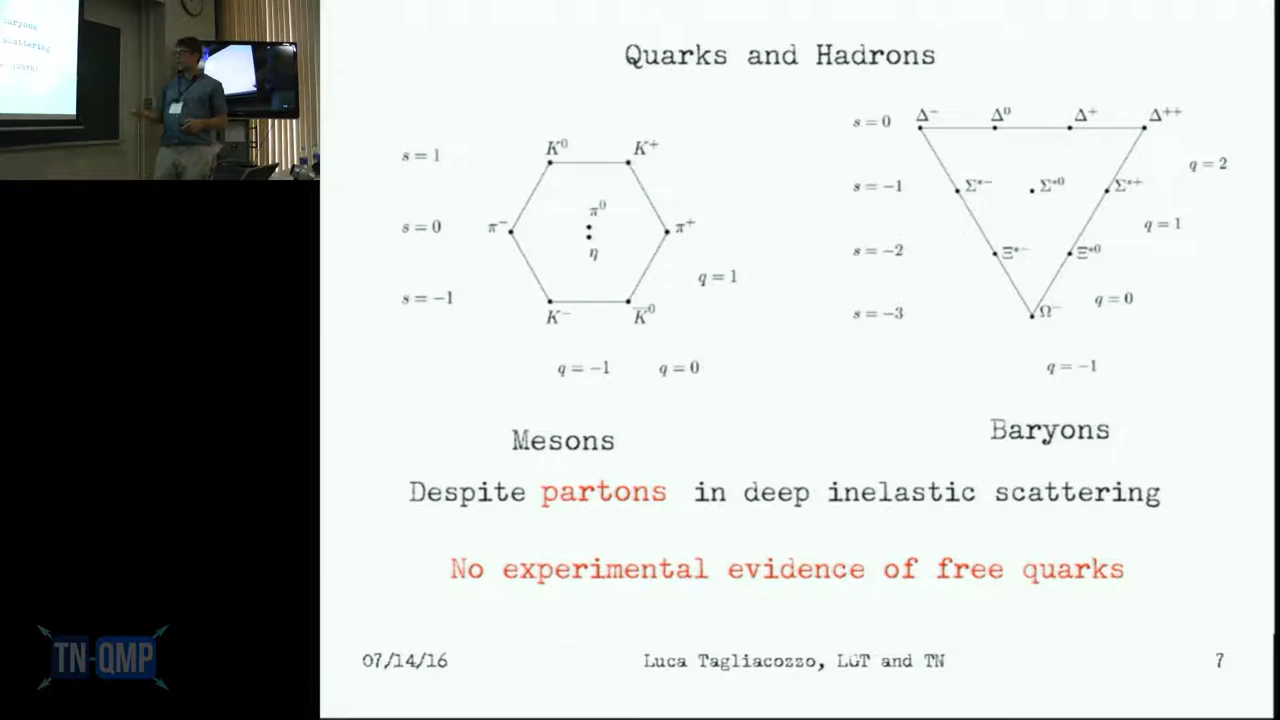 Quarks and Hadrons
K⁰ K⁺
s = 1
π⁰
s = 0 π⁻ π⁺
η
q = 1
s = −1
K⁻ K̅⁰
q = −1 q = 0
Mesons
s = 0 Δ⁻ Δ⁰ Δ⁺ Δ⁺⁺
q = 2
s = −1 Σ*⁻ Σ*⁰ Σ*⁺
q = 1
s = −2 Ξ*⁻ Ξ*⁰
q = 0
s = −3 Ω⁻
q = −1
Baryons
Despite partons in deep inelastic scattering
No experimental evidence of free quarks
07/14/16 Luca Tagliacozzo, LGT and TN 7
TN-QMP
aryons
scattering